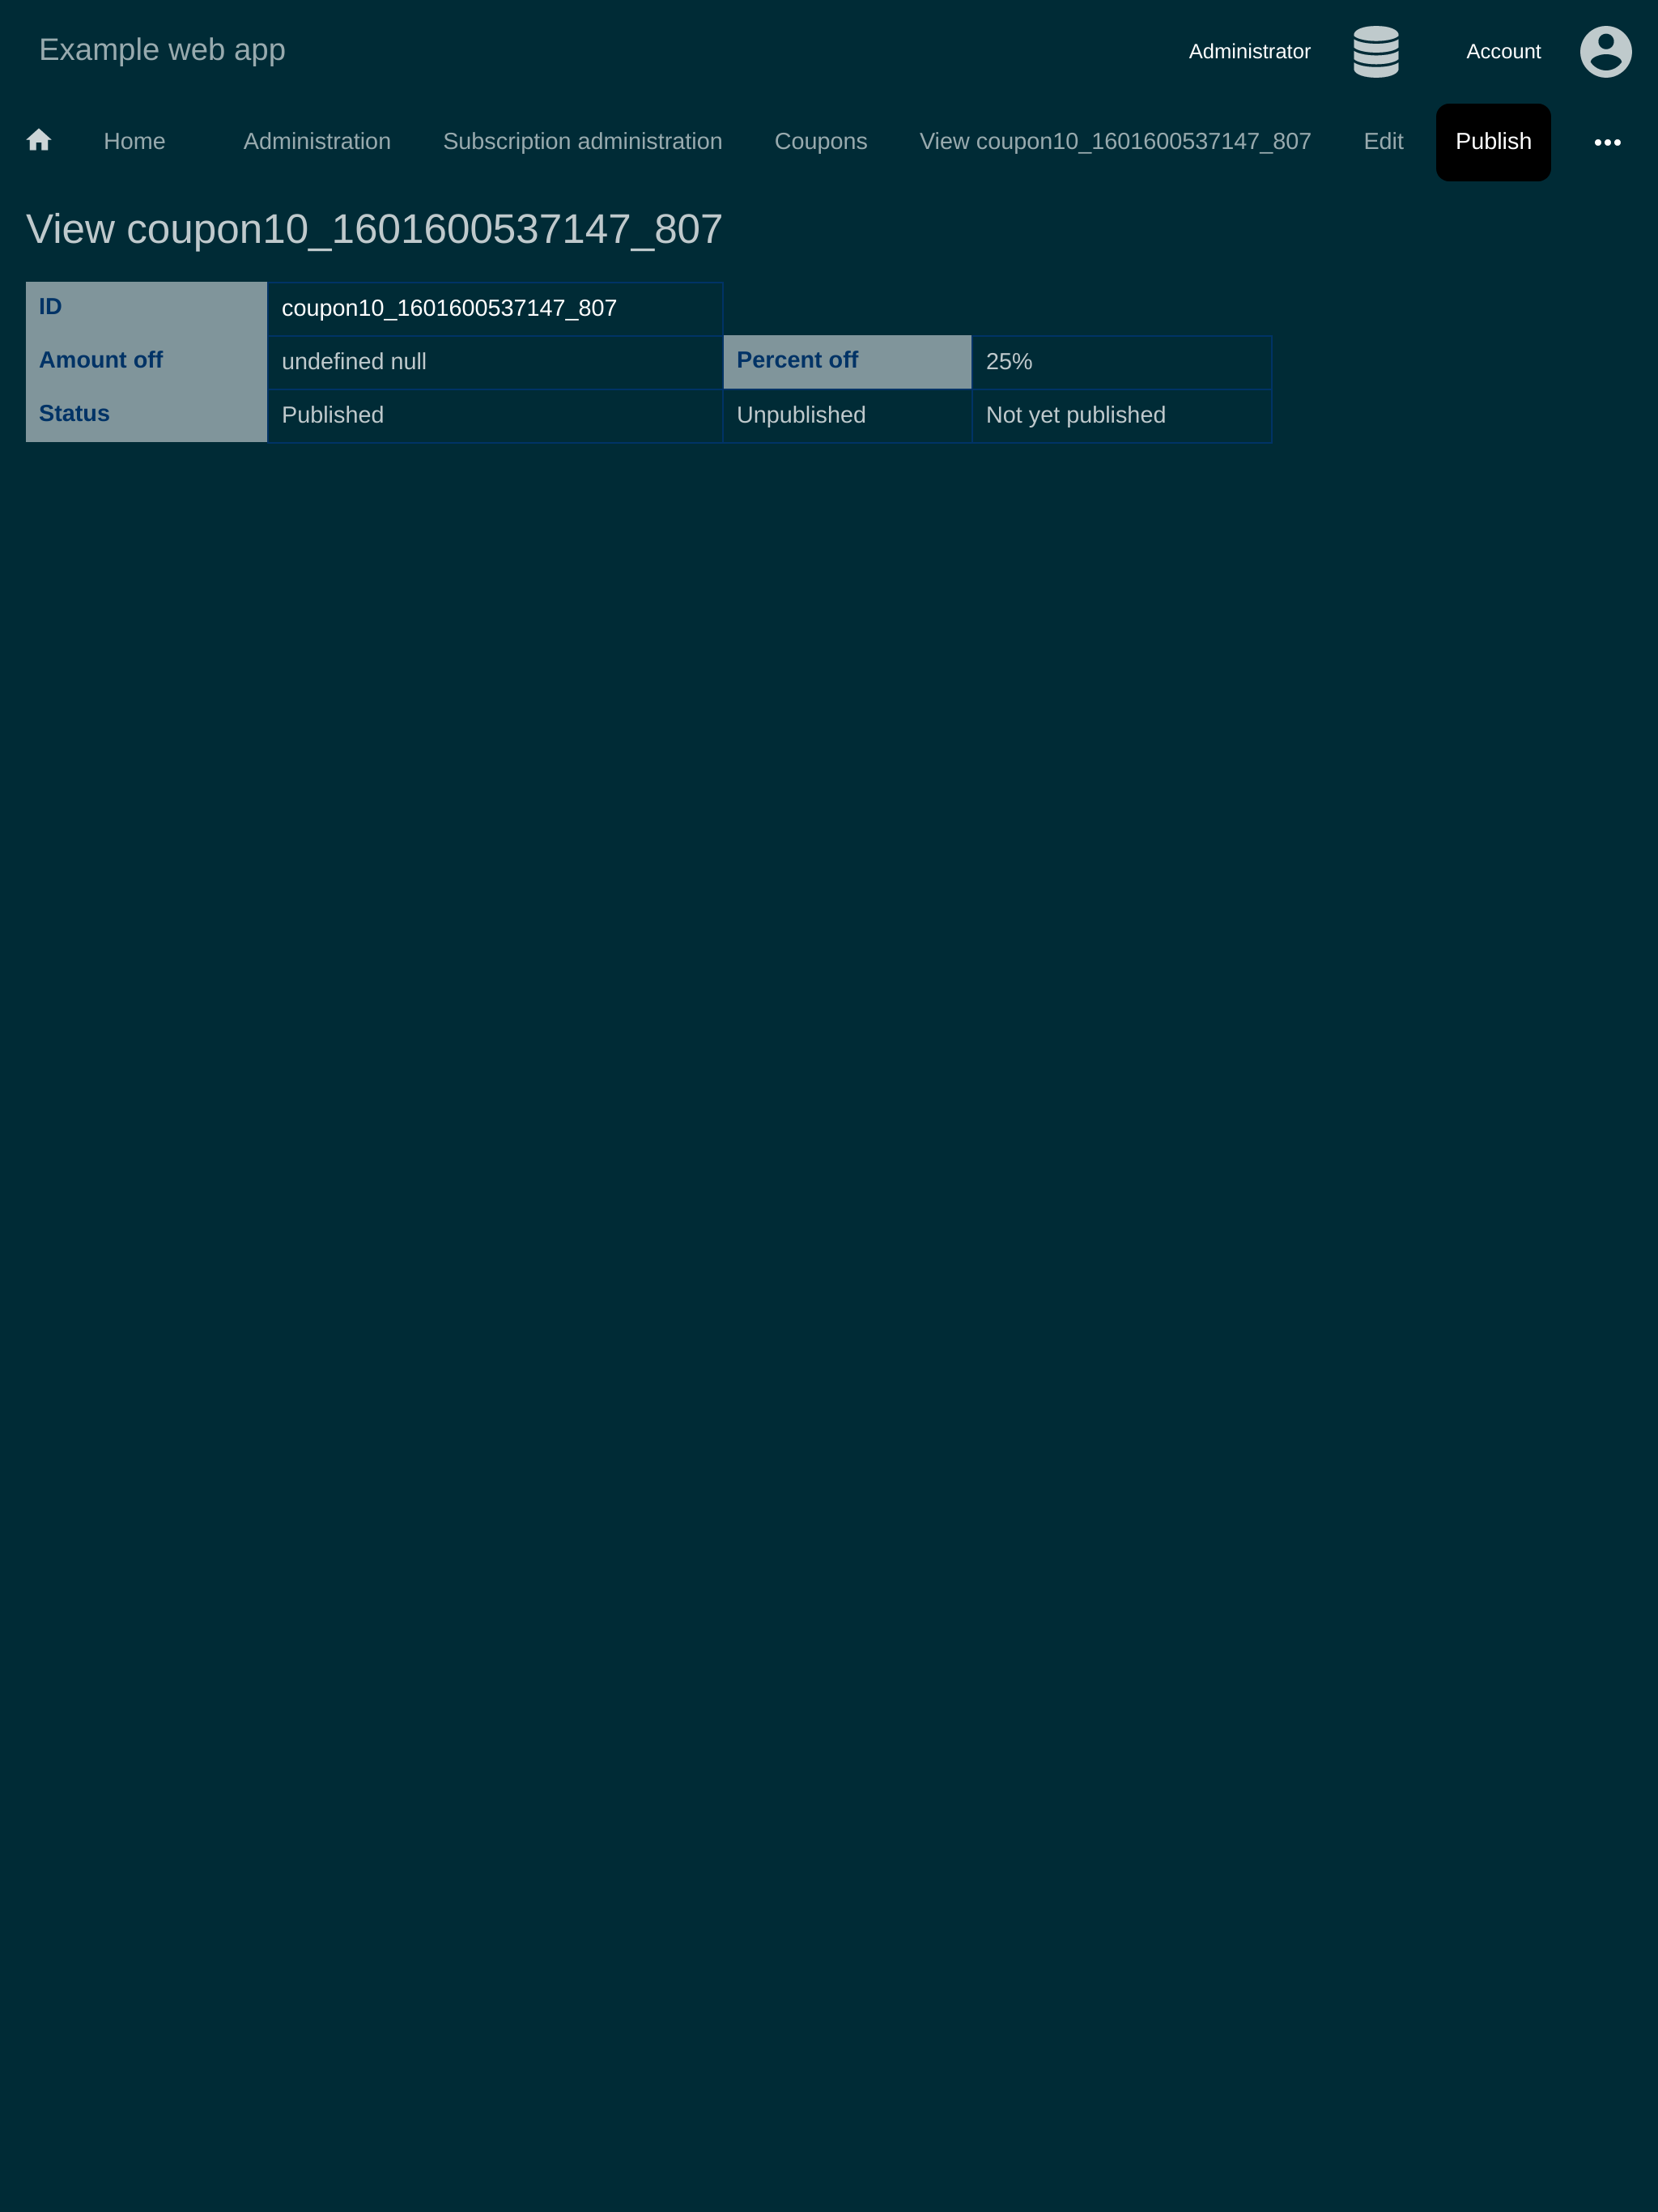 Example web app
Administrator
Account
Home Administration Subscription administration Coupons View coupon10_1601600537147_807 Edit Publish
View coupon10_1601600537147_807
ID coupon10_1601600537147_807
Amount off undefined null Percent off 25%
Status Published Unpublished Not yet published